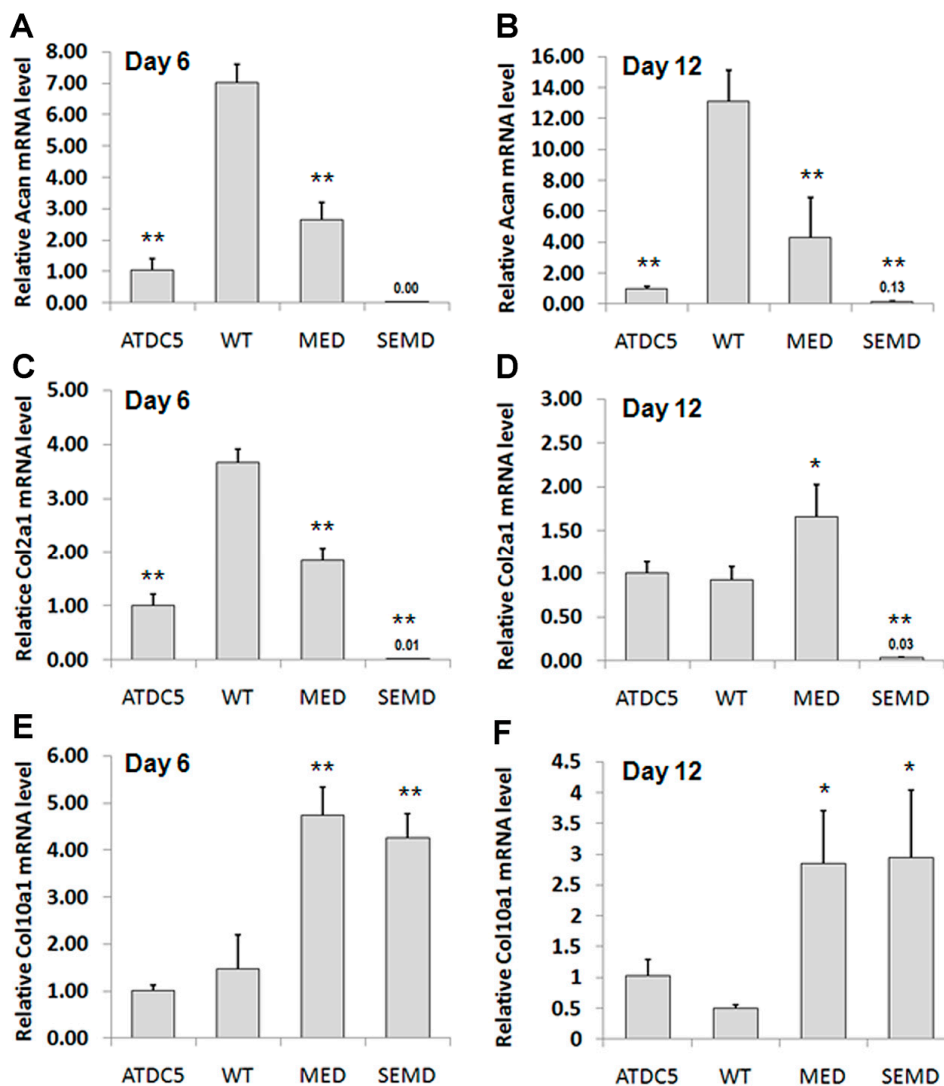 A
Relative Acan mRNA level
Day 6
8.00
7.00
6.00
5.00
4.00
3.00
2.00
1.00
0.00
**
**
0.00
ATDC5 WT MED SEMD
B
Relative Acan mRNA level
Day 12
16.00
14.00
12.00
10.00
8.00
6.00
4.00
2.00
0.00
**
**
**
0.13
ATDC5 WT MED SEMD
C
Relatice Col2a1 mRNA level
Day 6
5.00
4.00
3.00
2.00
1.00
0.00
**
**
**
0.01
ATDC5 WT MED SEMD
D
Relative Col2a1 mRNA level
Day 12
3.00
2.50
2.00
1.50
1.00
0.50
0.00
*
**
0.03
ATDC5 WT MED SEMD
E
Relative Col10a1 mRNA level
Day 6
6.00
5.00
4.00
3.00
2.00
1.00
0.00
**
**
ATDC5 WT MED SEMD
F
Relative Col10a1 mRNA level
Day 12
4.5
4
3.5
3
2.5
2
1.5
1
0.5
0
*
*
ATDC5 WT MED SEMD